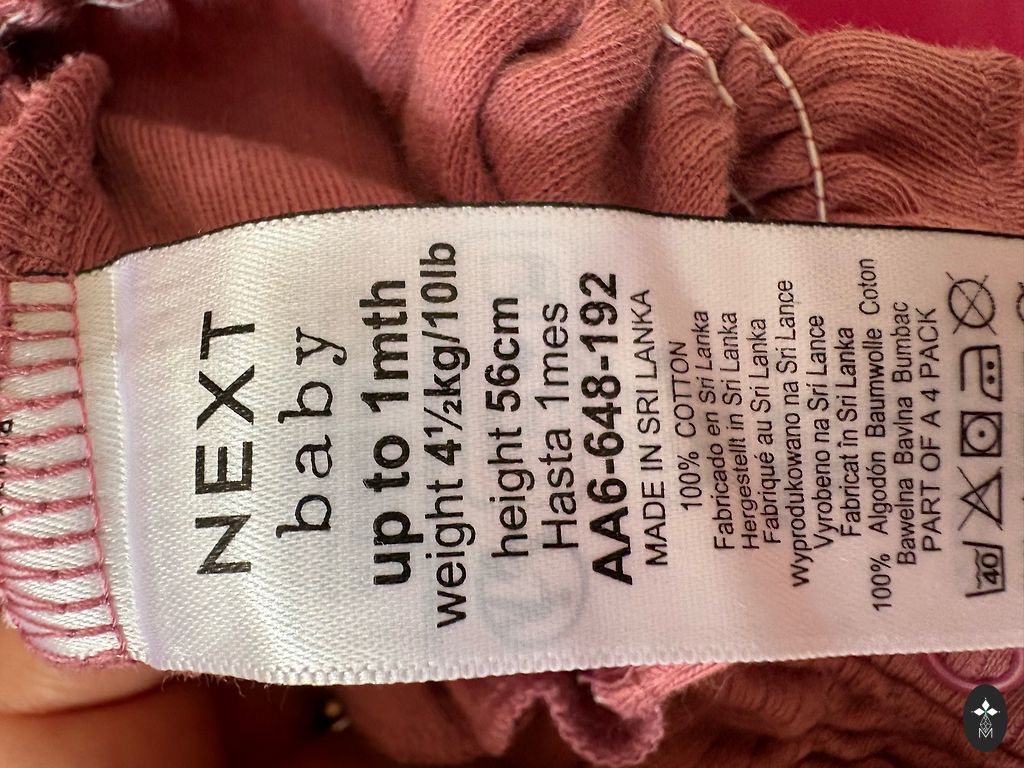 NEXT
baby
up to 1mth
weight 4½kg/10lb
height 56cm
Hasta 1mes
AA6-648-192
MADE IN SRI LANKA
100% COTTON
Fabricado en Sri Lanka
Hergestellt in Sri Lanka
Fabriqué au Sri Lanka
Wyprodukowano na Sri Lance
Vyrobeno na Srí Lance
Fabricat în Sri Lanka
100% Algodón Baumwolle Coton
Bawełna Bavlna Bumbac
PART OF A 4 PACK
40
M